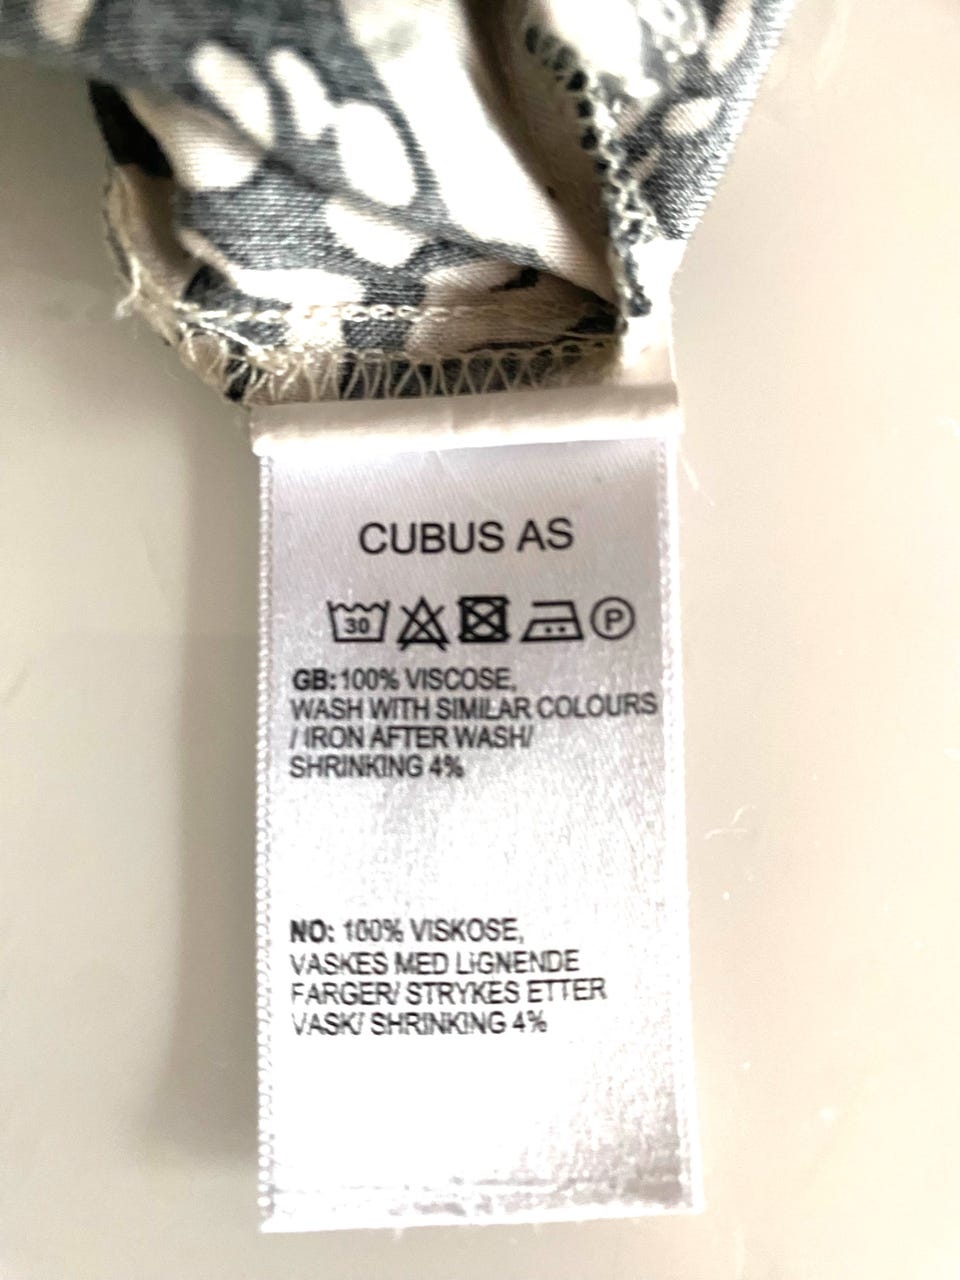 CUBUS AS
30 P
GB: 100% VISCOSE,
WASH WITH SIMILAR COLOURS
/ IRON AFTER WASH/
SHRINKING 4%
NO: 100% VISKOSE,
VASKES MED LIGNENDE
FARGER/ STRYKES ETTER
VASK/ SHRINKING 4%